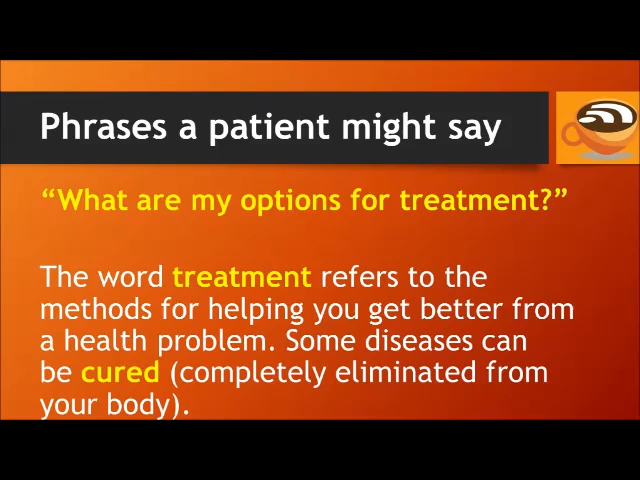 Phrases a patient might say
“What are my options for treatment?”
The word treatment refers to the
methods for helping you get better from
a health problem. Some diseases can
be cured (completely eliminated from
your body).